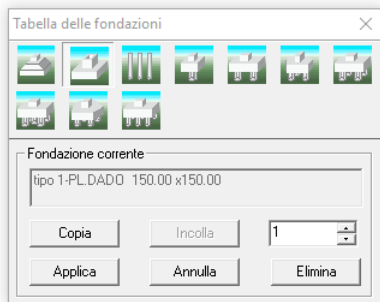 Tabella delle fondazioni
Fondazione corrente
tipo 1-PL.DADO 150.00 x150.00
Copia
Incolla
1
Applica
Annulla
Elimina